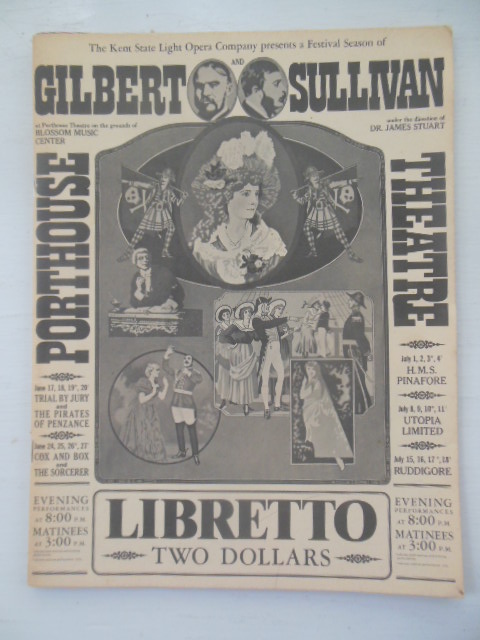 The Kent State Light Opera Company presents a Festival Season of
GILBERT AND SULLIVAN
at Porthouse Theatre on the grounds of
BLOSSOM MUSIC
CENTER
under the direction of
DR. JAMES STUART
PORTHOUSE
THEATRE
June 17, 18, 19*, 20*
TRIAL BY JURY
and
THE PIRATES
OF PENZANCE
June 24, 25, 26*, 27*
COX AND BOX
and
THE SORCERER
July 1, 2, 3*, 4*
H.M.S.
PINAFORE
July 8, 9, 10*, 11*
UTOPIA
LIMITED
July 15, 16, 17*, 18*
RUDDIGORE
EVENING
PERFORMANCES
AT 8:00 P.M.
MATINEES
AT 3:00 P.M.
LIBRETTO
TWO DOLLARS
EVENING
PERFORMANCES
AT 8:00 P.M.
MATINEES
AT 3:00 P.M.